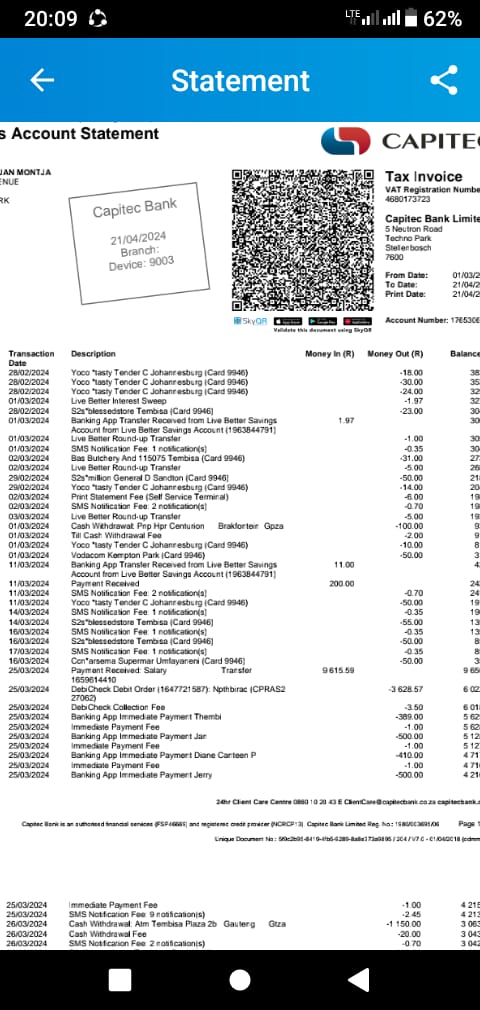 20:09 LTE 62%
Statement
s Account Statement
CAPITEC
JAN MONTJA
ENUE
RK
Capitec Bank
21/04/2024
Branch:
Device: 9003
Tax Invoice
VAT Registration Numbe
4680173723
Capitec Bank Limite
5 Neutron Road
Techno Park
Stellenbosch
7600
From Date: 01/03/2
To Date: 21/04/2
Print Date: 21/04/2
SkyQR
Validate this document using SkyQR
Account Number: 1765306
Transaction Date Description Money In (R) Money Out (R) Balance
28/02/2024 Yoco *tasty Tender C Johannesburg (Card 9946) -18.00 38
28/02/2024 Yoco *tasty Tender C Johannesburg (Card 9946) -30.00 35
28/02/2024 Yoco *tasty Tender C Johannesburg (Card 9946) -24.00 32
01/03/2024 Live Better Interest Sweep -1.97 32
28/02/2024 S2s*blessedstore Tembisa (Card 9946) -23.00 30
01/03/2024 Banking App Transfer Received from Live Better Savings 1.97 30
Account from Live Better Savings Account (1963844791)
01/03/2024 Live Better Round-up Transfer -1.00 30
01/03/2024 SMS Notification Fee: 1 notification(s) -0.35 30
02/03/2024 Bas Butchery And 115075 Tembisa (Card 9946) -31.00 27
02/03/2024 Live Better Round-up Transfer -5.00 26
29/02/2024 S2s*million General D Sandton (Card 9946) -50.00 21
29/02/2024 Yoco *tasty Tender C Johannesburg (Card 9946) -14.00 20
02/03/2024 Print Statement Fee (Self Service Terminal) -6.00 19
02/03/2024 SMS Notification Fee: 2 notification(s) -0.70 19
03/03/2024 Live Better Round-up Transfer -5.00 19
01/03/2024 Cash Withdrawal: Pnp Hpr Centurion Brakfontein Gpza -100.00 9
01/03/2024 Till Cash Withdrawal Fee -2.00 9
01/03/2024 Yoco *tasty Tender C Johannesburg (Card 9946) -10.00 8
01/03/2024 Vodacom Kempton Park (Card 9946) -50.00 3
11/03/2024 Banking App Transfer Received from Live Better Savings 11.00 4
Account from Live Better Savings Account (1963844791)
11/03/2024 Payment Received 200.00 24
11/03/2024 SMS Notification Fee: 2 notification(s) -0.70 24
11/03/2024 Yoco *tasty Tender C Johannesburg (Card 9946) -50.00 19
14/03/2024 SMS Notification Fee: 1 notification(s) -0.35 19
14/03/2024 S2s*blessedstore Tembisa (Card 9946) -55.00 13
16/03/2024 SMS Notification Fee: 1 notification(s) -0.35 13
16/03/2024 S2s*blessedstore Tembisa (Card 9946) -50.00 8
17/03/2024 SMS Notification Fee: 1 notification(s) -0.35 8
16/03/2024 Ccn*arsema Supermar Umfayaneni (Card 9946) -50.00 3
25/03/2024 Payment Received: Salary Transfer 9 615.59 9 65
1659614410
25/03/2024 DebiCheck Debit Order (1647721587): Npthbirac (CPRAS2 -3 628.57 6 02
27062)
25/03/2024 DebiCheck Collection Fee -3.50 6 01
25/03/2024 Banking App Immediate Payment Thembi -389.00 5 62
25/03/2024 Immediate Payment Fee -1.00 5 62
25/03/2024 Banking App Immediate Payment Jar -500.00 5 12
25/03/2024 Immediate Payment Fee -1.00 5 12
25/03/2024 Banking App Immediate Payment Diane Canteen P -410.00 4 71
25/03/2024 Immediate Payment Fee -1.00 4 71
25/03/2024 Banking App Immediate Payment Jerry -500.00 4 21
24hr Client Care Centre 0860 10 20 43 E ClientCare@capitecbank.co.za capitecbank.
Capitec Bank is an authorised financial services (FSP46669) and registered credit provider (NCRCP13). Capitec Bank Limited Reg. No.: 1980/003695/06 Page 1
Unique Document No.:
25/03/2024 Immediate Payment Fee -1.00 4 215
25/03/2024 SMS Notification Fee: 9 notification(s) -2.45 4 213
26/03/2024 Cash Withdrawal: Atm Tembisa Plaza 2b Gauteng Gtza -1 150.00 3 063
26/03/2024 Cash Withdrawal Fee -20.00 3 043
26/03/2024 SMS Notification Fee: 2 notification(s) -0.70 3 042